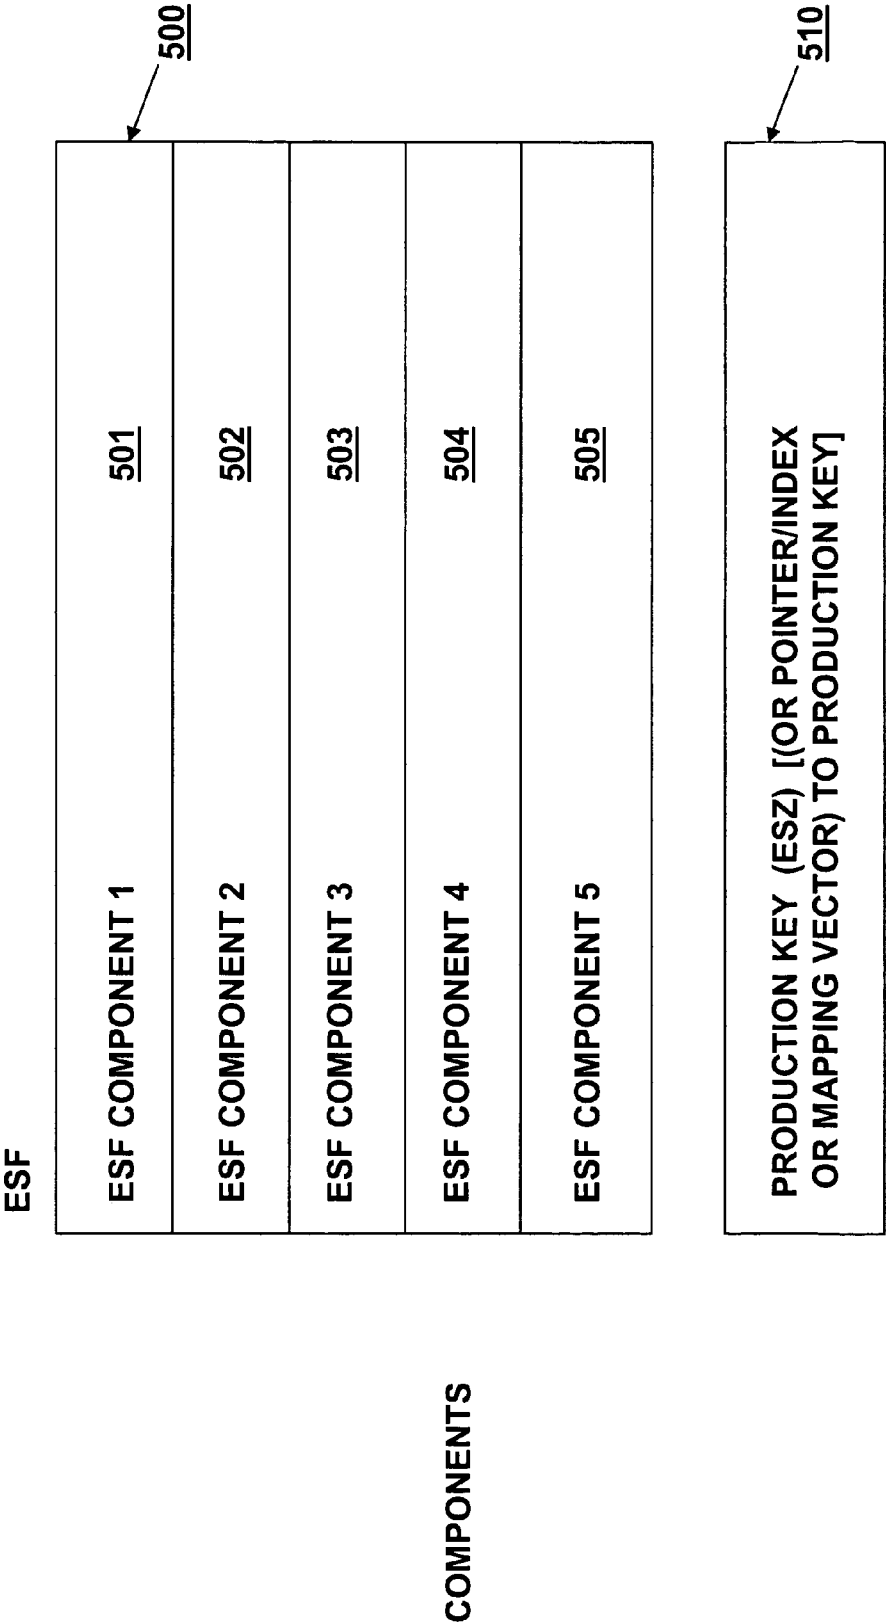 ESF
500
ESF COMPONENT 1 501
ESF COMPONENT 2 502
ESF COMPONENT 3 503
COMPONENTS
ESF COMPONENT 4 504
ESF COMPONENT 5 505
510
PRODUCTION KEY (ESZ) [(OR POINTER/INDEX
OR MAPPING VECTOR) TO PRODUCTION KEY]